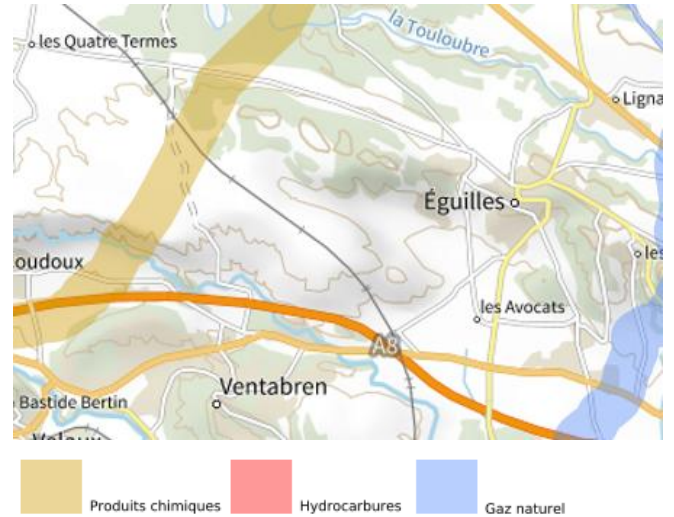 la Touloubre
les Quatre Termes
Ligna
Éguilles
les
oudoux
les Avocats
A8
Ventabren
Bastide Bertin
Velaux
Produits chimiques
Hydrocarbures
Gaz naturel